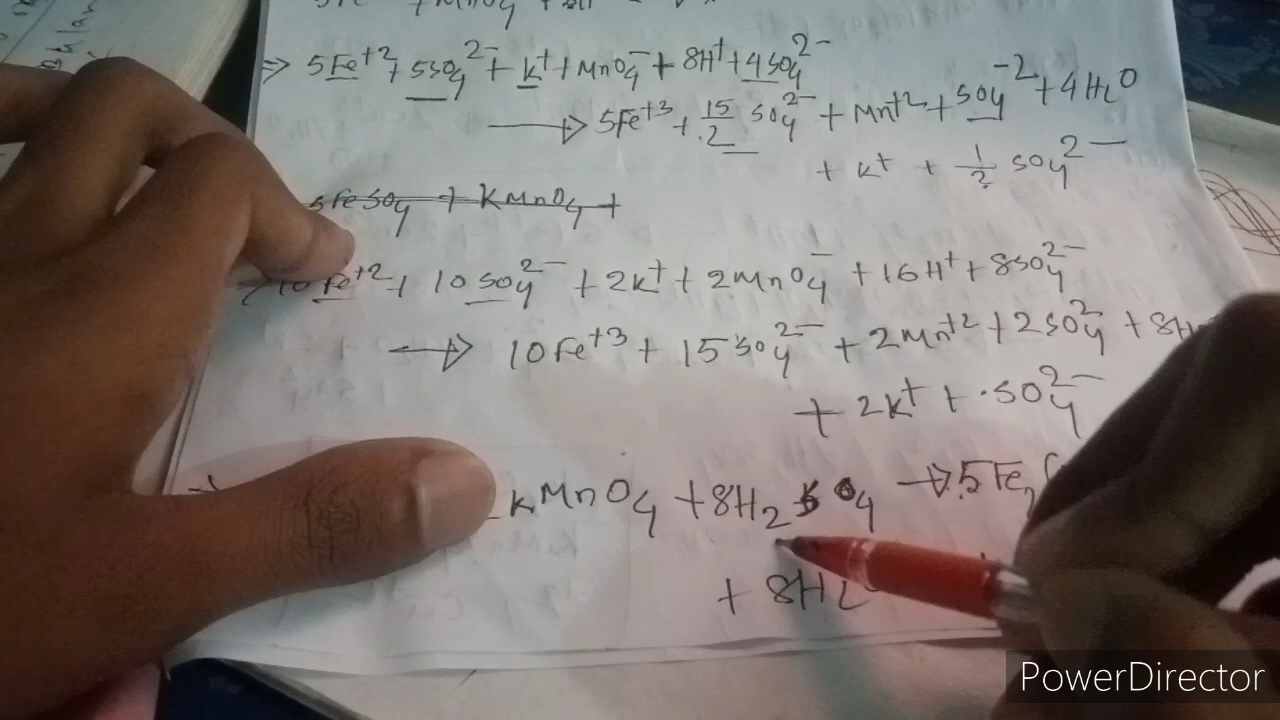 + KMnO4
⇒ 5Fe+2 + 5SO4^2- + K+ + MnO4^- + 8H+ + 4SO4^2-
→ 5Fe+3 + 15/2 SO4^2- + Mn+2 + SO4^-2 + 4H2O
+ K+ + 1/2 SO4^2-
5FeSO4 + KMnO4 +
10Fe+2 + 10SO4^2- + 2K+ + 2MnO4^- + 16H+ + 8SO4^2-
→ 10Fe+3 + 15SO4^2- + 2Mn+2 + 2SO4^2- + 8H
+ 2K+ + SO4^2-
KMnO4 + 8H2SO4 → 5Fe2(
+ 8H2
PowerDirector